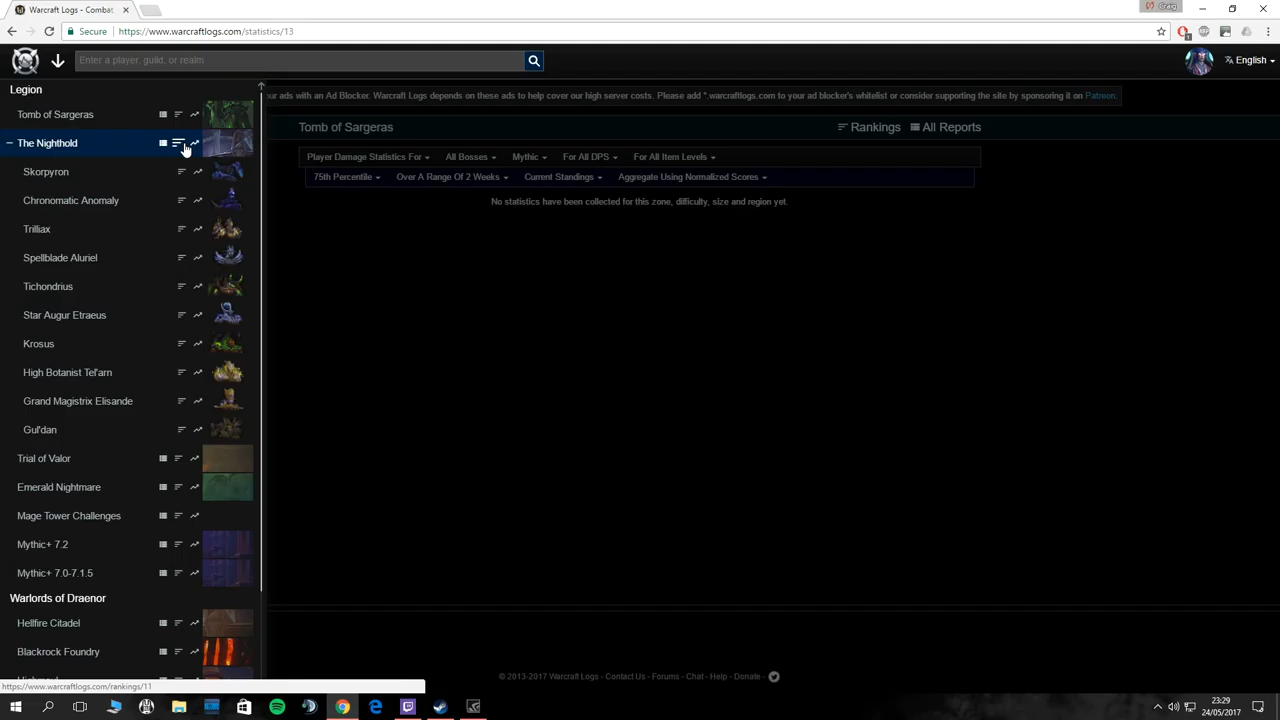 Warcraft Logs - Combat
Craig
Secure
https://www.warcraftlogs.com/statistics/13
Enter a player, guild, or realm
English
Legion
our ads with an Ad Blocker. Warcraft Logs depends on these ads to help cover our high server costs. Please add *.warcraftlogs.com to your ad blocker's whitelist or consider supporting the site by sponsoring it on Patreon.
Tomb of Sargeras
Tomb of Sargeras
Rankings
All Reports
The Nighthold
Player Damage Statistics For
All Bosses
Mythic
For All DPS
For All Item Levels
Skorpyron
75th Percentile
Over A Range Of 2 Weeks
Current Standings
Aggregate Using Normalized Scores
Chronomatic Anomaly
No statistics have been collected for this zone, difficulty, size and region yet.
Trilliax
Spellblade Aluriel
Tichondrius
Star Augur Etraeus
Krosus
High Botanist Tel'arn
Grand Magistrix Elisande
Gul'dan
Trial of Valor
Emerald Nightmare
Mage Tower Challenges
Mythic+ 7.2
Mythic+ 7.0-7.1.5
Warlords of Draenor
Hellfire Citadel
Blackrock Foundry
© 2013-2017 Warcraft Logs - Contact Us - Forums - Chat - Help - Donate -
https://www.warcraftlogs.com/rankings/11
23:29
24/05/2017